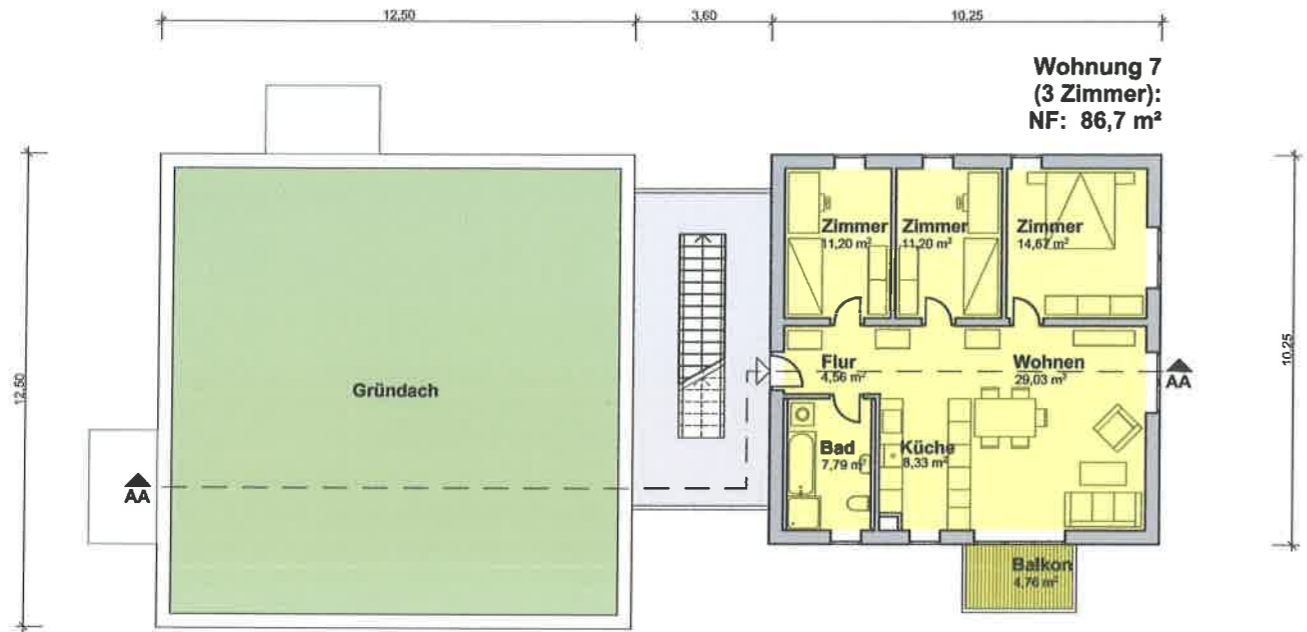 12,50
3,60
10,25
Wohnung 7
(3 Zimmer):
NF: 86,7 m²
12,50
10,25
Zimmer
11,20 m²
Zimmer
11,20 m²
Zimmer
14,67 m²
Flur
4,56 m²
Wohnen
29,03 m²
AA
Gründach
Bad
7,79 m²
Küche
8,33 m²
AA
Balkon
4,76 m²